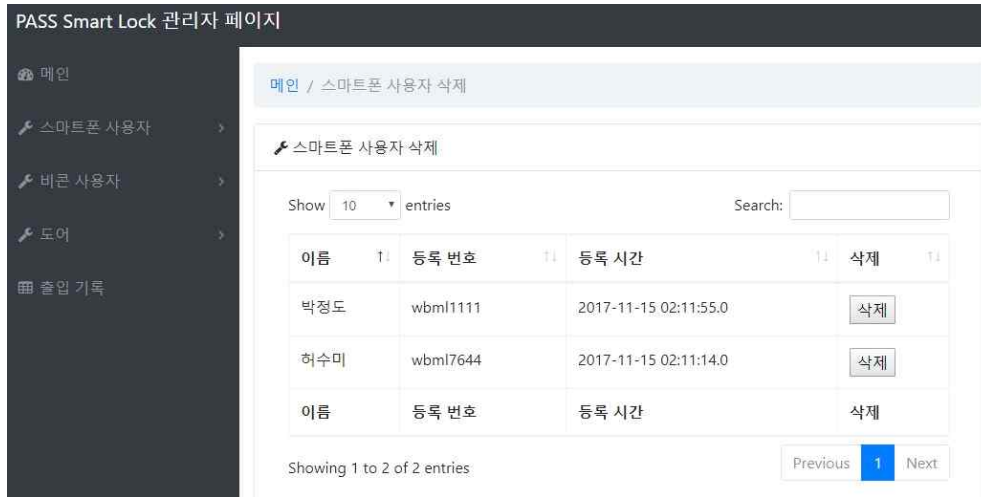 PASS Smart Lock 관리자 페이지
메인
스마트폰 사용자
비콘 사용자
도어
출입 기록
메인 / 스마트폰 사용자 삭제
스마트폰 사용자 삭제
Show 10 entries Search:
이름 등록 번호 등록 시간 삭제
박정도 wbml1111 2017-11-15 02:11:55.0 삭제
허수미 wbml7644 2017-11-15 02:11:14.0 삭제
이름 등록 번호 등록 시간 삭제
Showing 1 to 2 of 2 entries Previous 1 Next